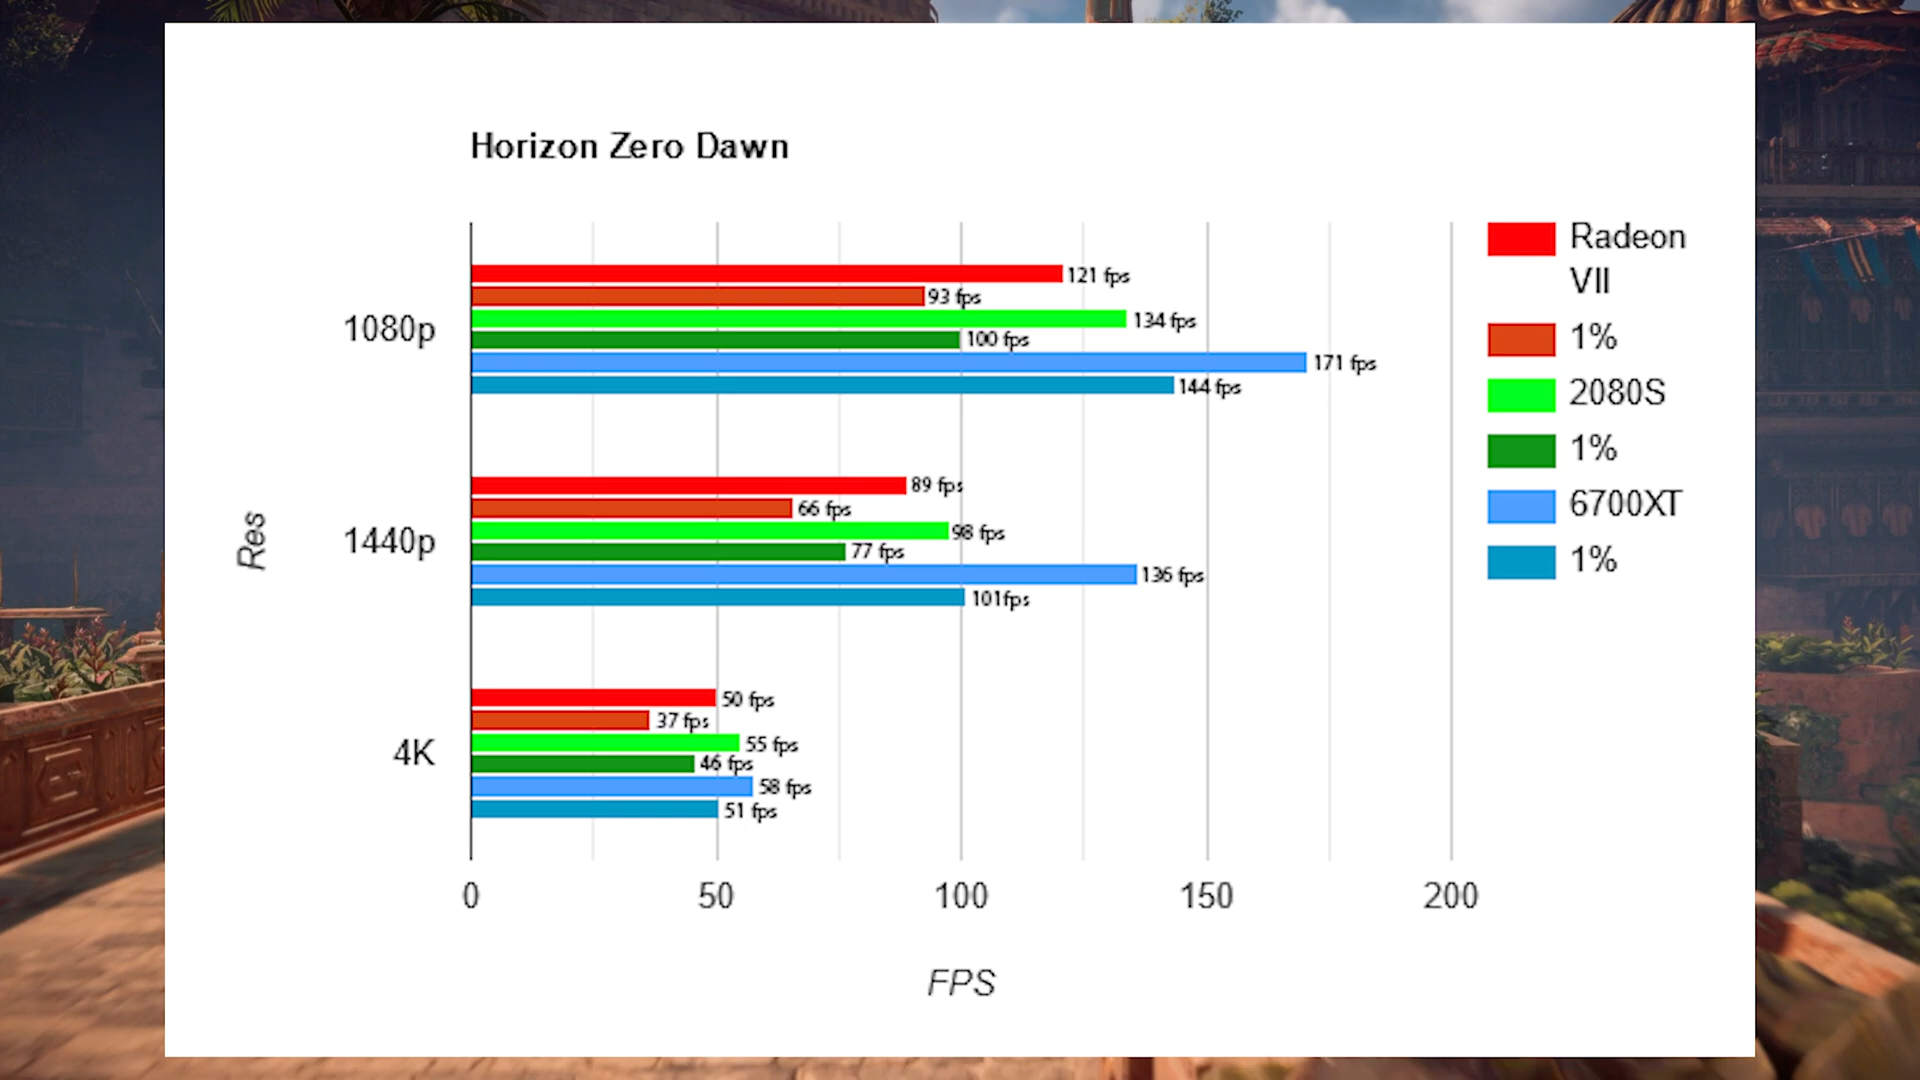 Horizon Zero Dawn
Radeon
VII
1%
2080S
1%
6700XT
1%
1080p
121 fps
93 fps
134 fps
100 fps
171 fps
144 fps
Res
1440p
89 fps
66 fps
98 fps
77 fps
136 fps
101fps
4K
50 fps
37 fps
55 fps
46 fps
58 fps
51 fps
0 50 100 150 200
FPS